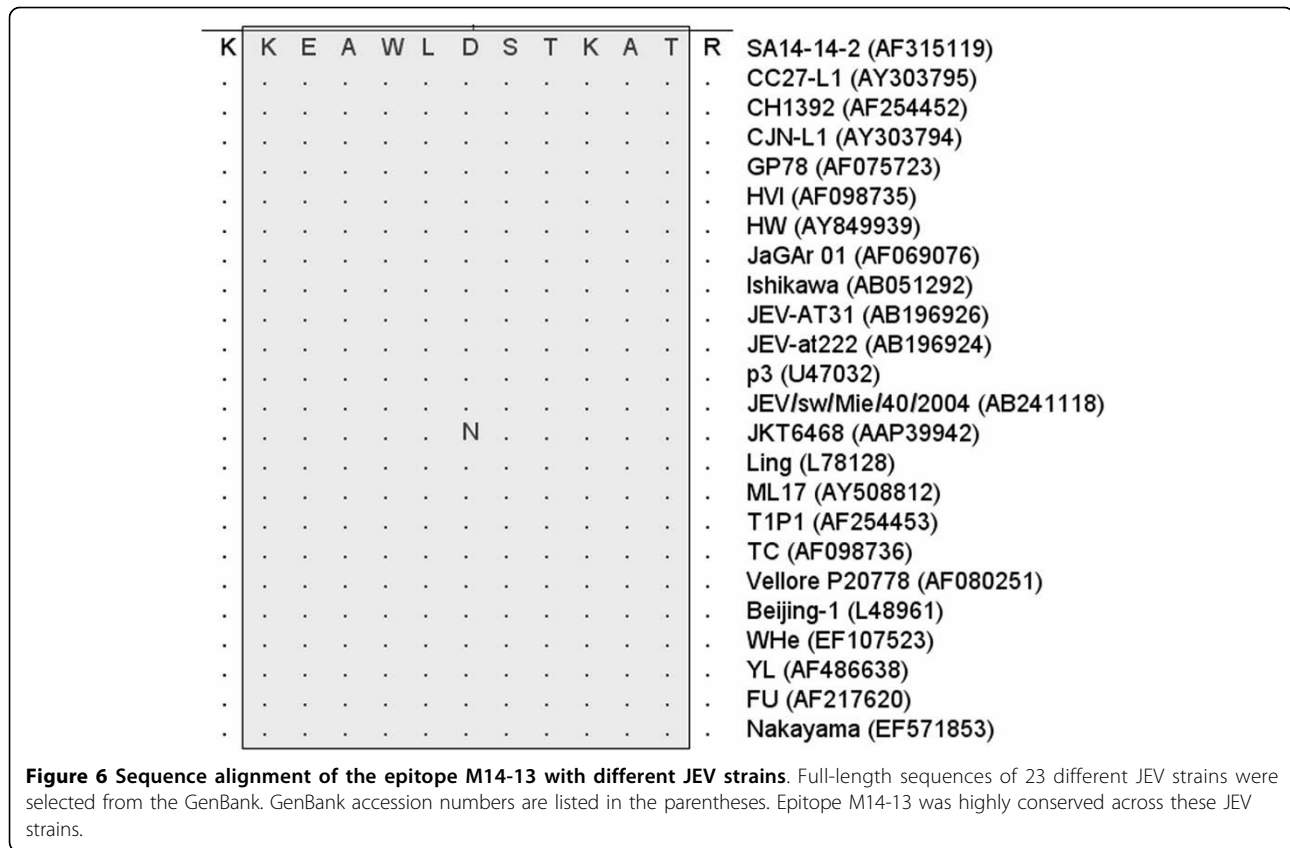 K K E A W L D S T K A T R SA14-14-2 (AF315119)
. . . . . . . . . . . . . CC27-L1 (AY303795)
. . . . . . . . . . . . . CH1392 (AF254452)
. . . . . . . . . . . . . CJN-L1 (AY303794)
. . . . . . . . . . . . . GP78 (AF075723)
. . . . . . . . . . . . . HVI (AF098735)
. . . . . . . . . . . . . HW (AY849939)
. . . . . . . . . . . . . JaGAr 01 (AF069076)
. . . . . . . . . . . . . Ishikawa (AB051292)
. . . . . . . . . . . . . JEV-AT31 (AB196926)
. . . . . . . . . . . . . JEV-at222 (AB196924)
. . . . . . . . . . . . . p3 (U47032)
. . . . . . . . . . . . . JEV/sw/Mie/40/2004 (AB241118)
. . . . . . N . . . . . . JKT6468 (AAP39942)
. . . . . . . . . . . . . Ling (L78128)
. . . . . . . . . . . . . ML17 (AY508812)
. . . . . . . . . . . . . T1P1 (AF254453)
. . . . . . . . . . . . . TC (AF098736)
. . . . . . . . . . . . . Vellore P20778 (AF080251)
. . . . . . . . . . . . . Beijing-1 (L48961)
. . . . . . . . . . . . . WHe (EF107523)
. . . . . . . . . . . . . YL (AF486638)
. . . . . . . . . . . . . FU (AF217620)
. . . . . . . . . . . . . Nakayama (EF571853)
Figure 6 Sequence alignment of the epitope M14-13 with different JEV strains. Full-length sequences of 23 different JEV strains were
selected from the GenBank. GenBank accession numbers are listed in the parentheses. Epitope M14-13 was highly conserved across these JEV
strains.